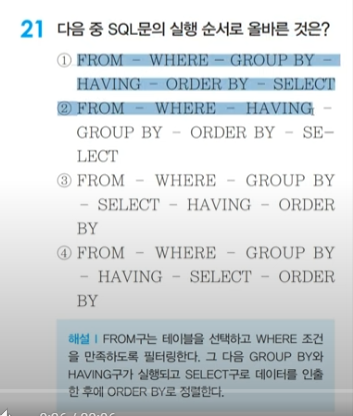 21 다음 중 SQL문의 실행 순서로 올바른 것은?
① FROM - WHERE - GROUP BY -
HAVING - ORDER BY - SELECT
② FROM - WHERE - HAVING -
GROUP BY - ORDER BY - SE-
LECT
③ FROM - WHERE - GROUP BY
- SELECT - HAVING - ORDER
BY
④ FROM - WHERE - GROUP BY
- HAVING - SELECT - ORDER
BY
해설 | FROM구는 테이블을 선택하고 WHERE 조건
을 만족하도록 필터링한다. 그 다음 GROUP BY와
HAVING구가 실행되고 SELECT구로 데이터를 인출
한 후에 ORDER BY로 정렬한다.